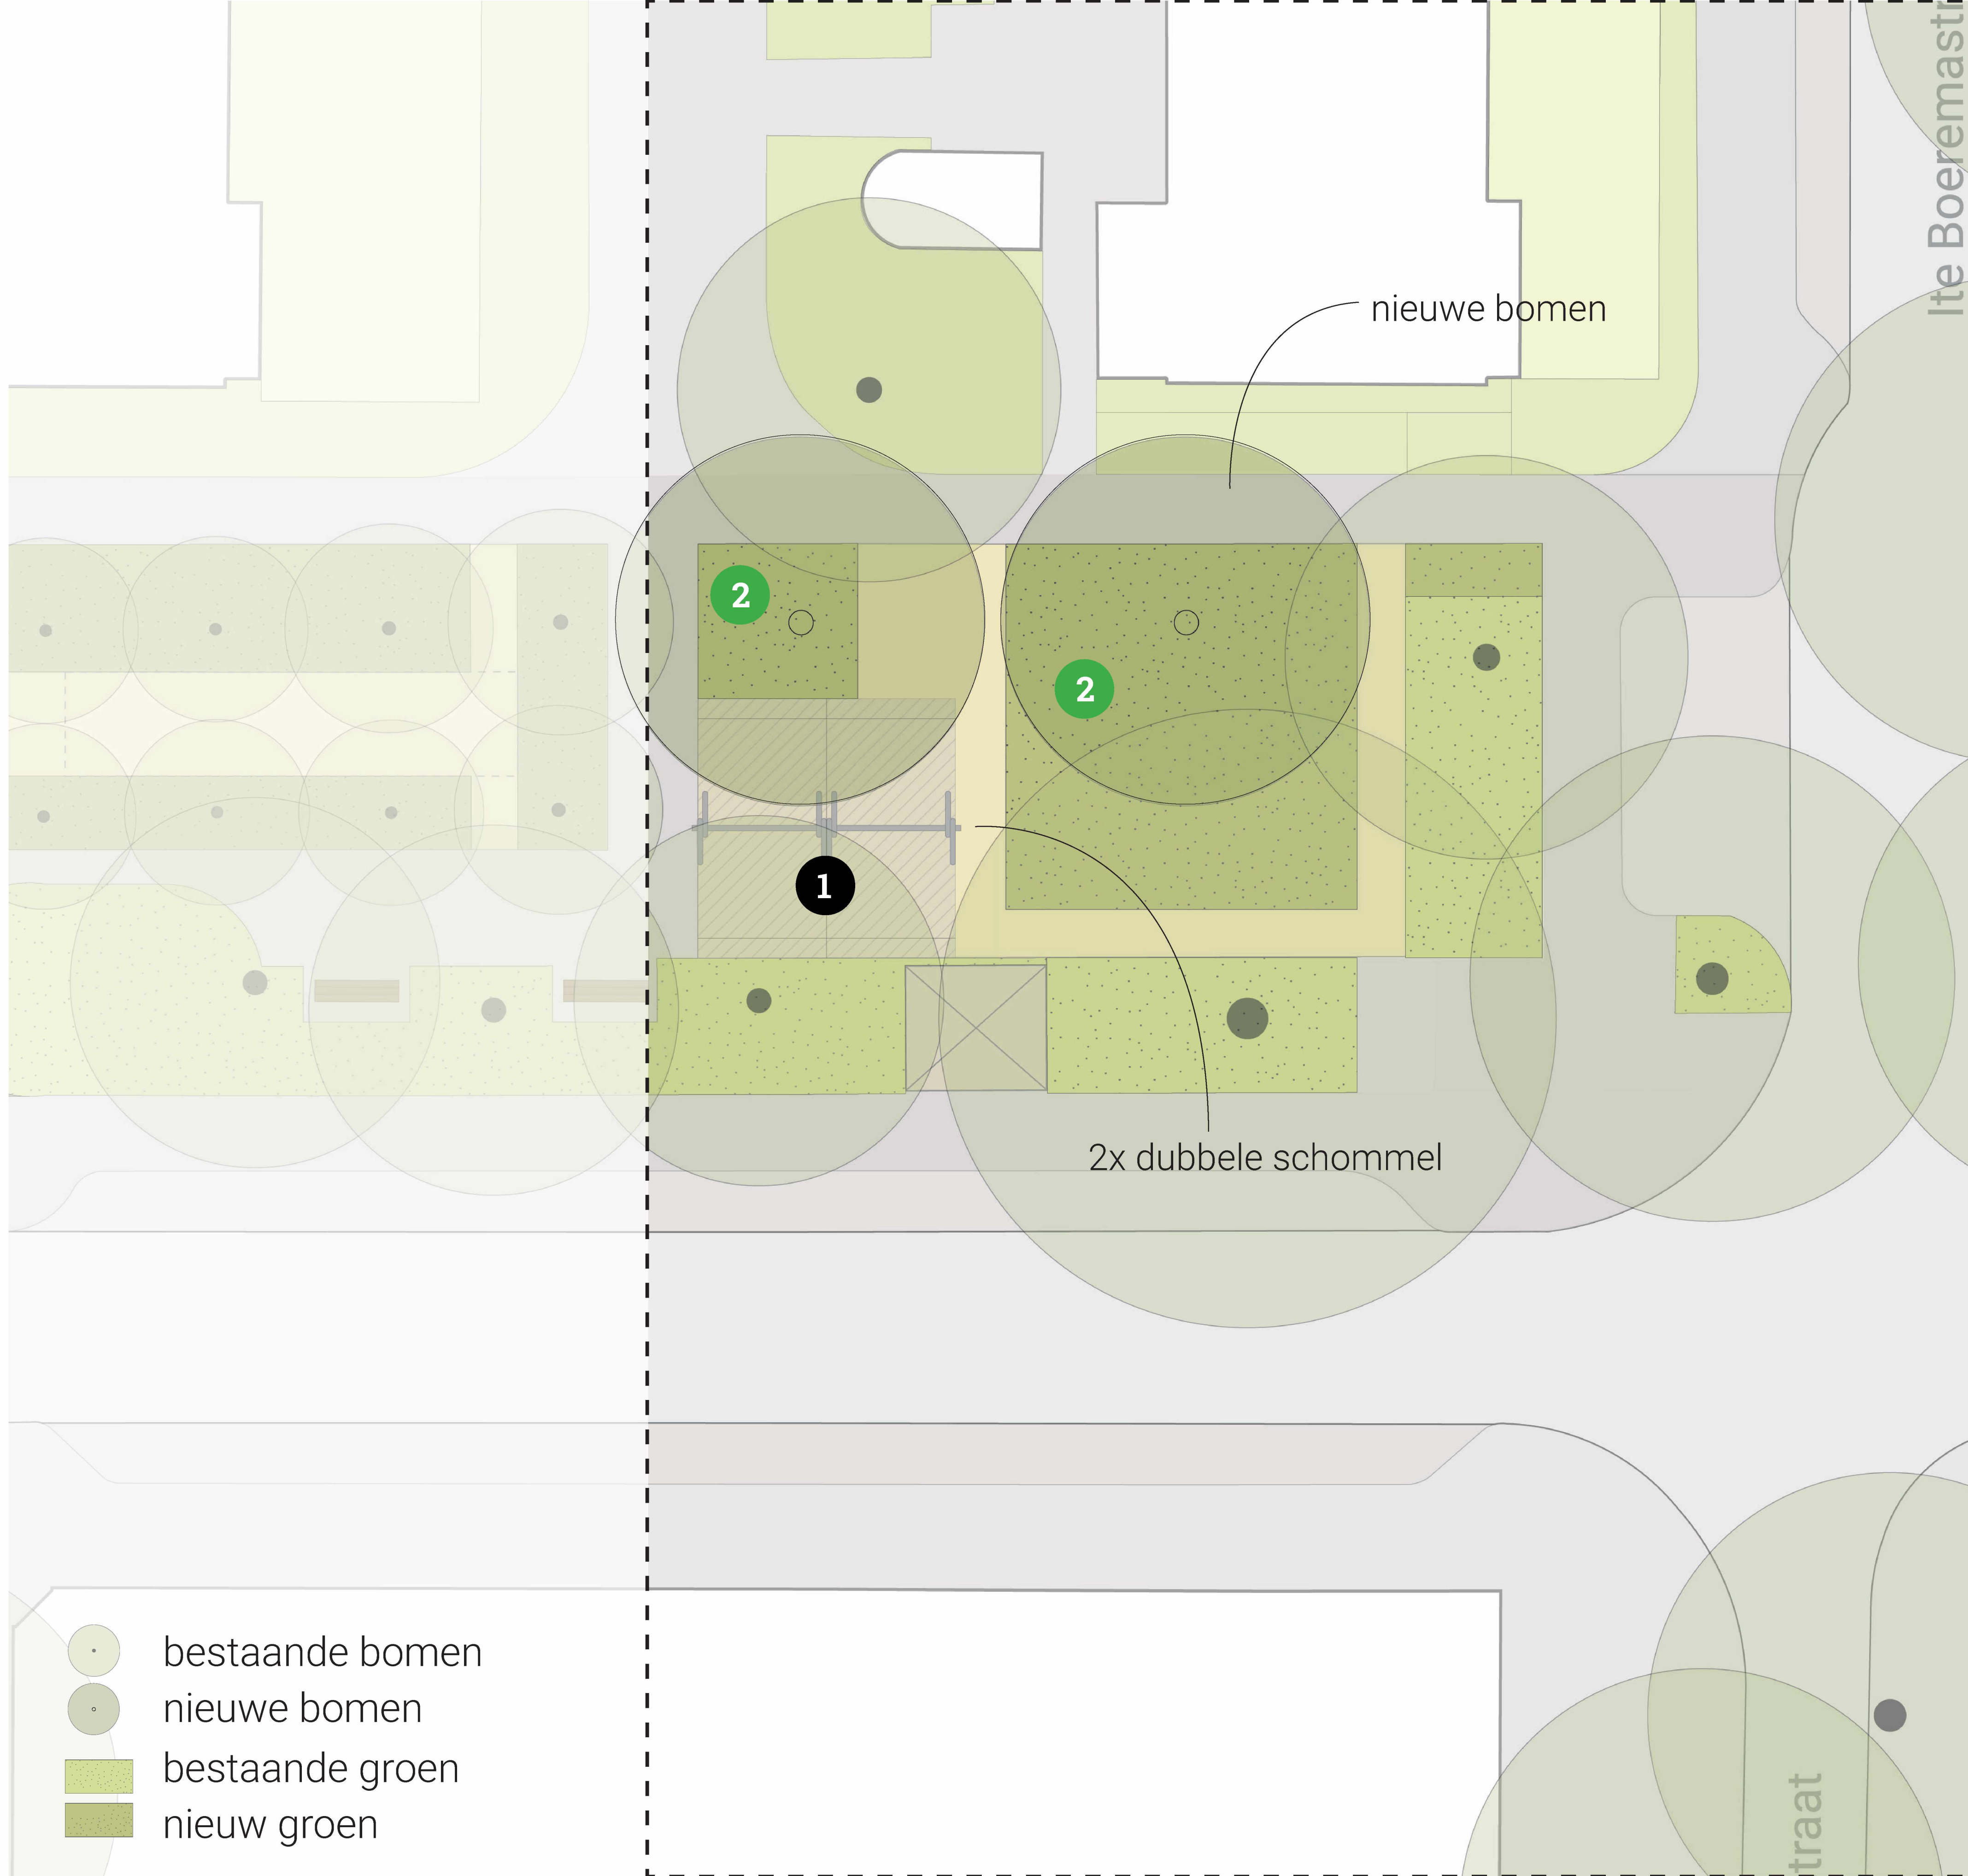 lte Boeremastr
nieuwe bomen
2
2
1
2x dubbele schommel
bestaande bomen
nieuwe bomen
bestaande groen
nieuw groen
traat